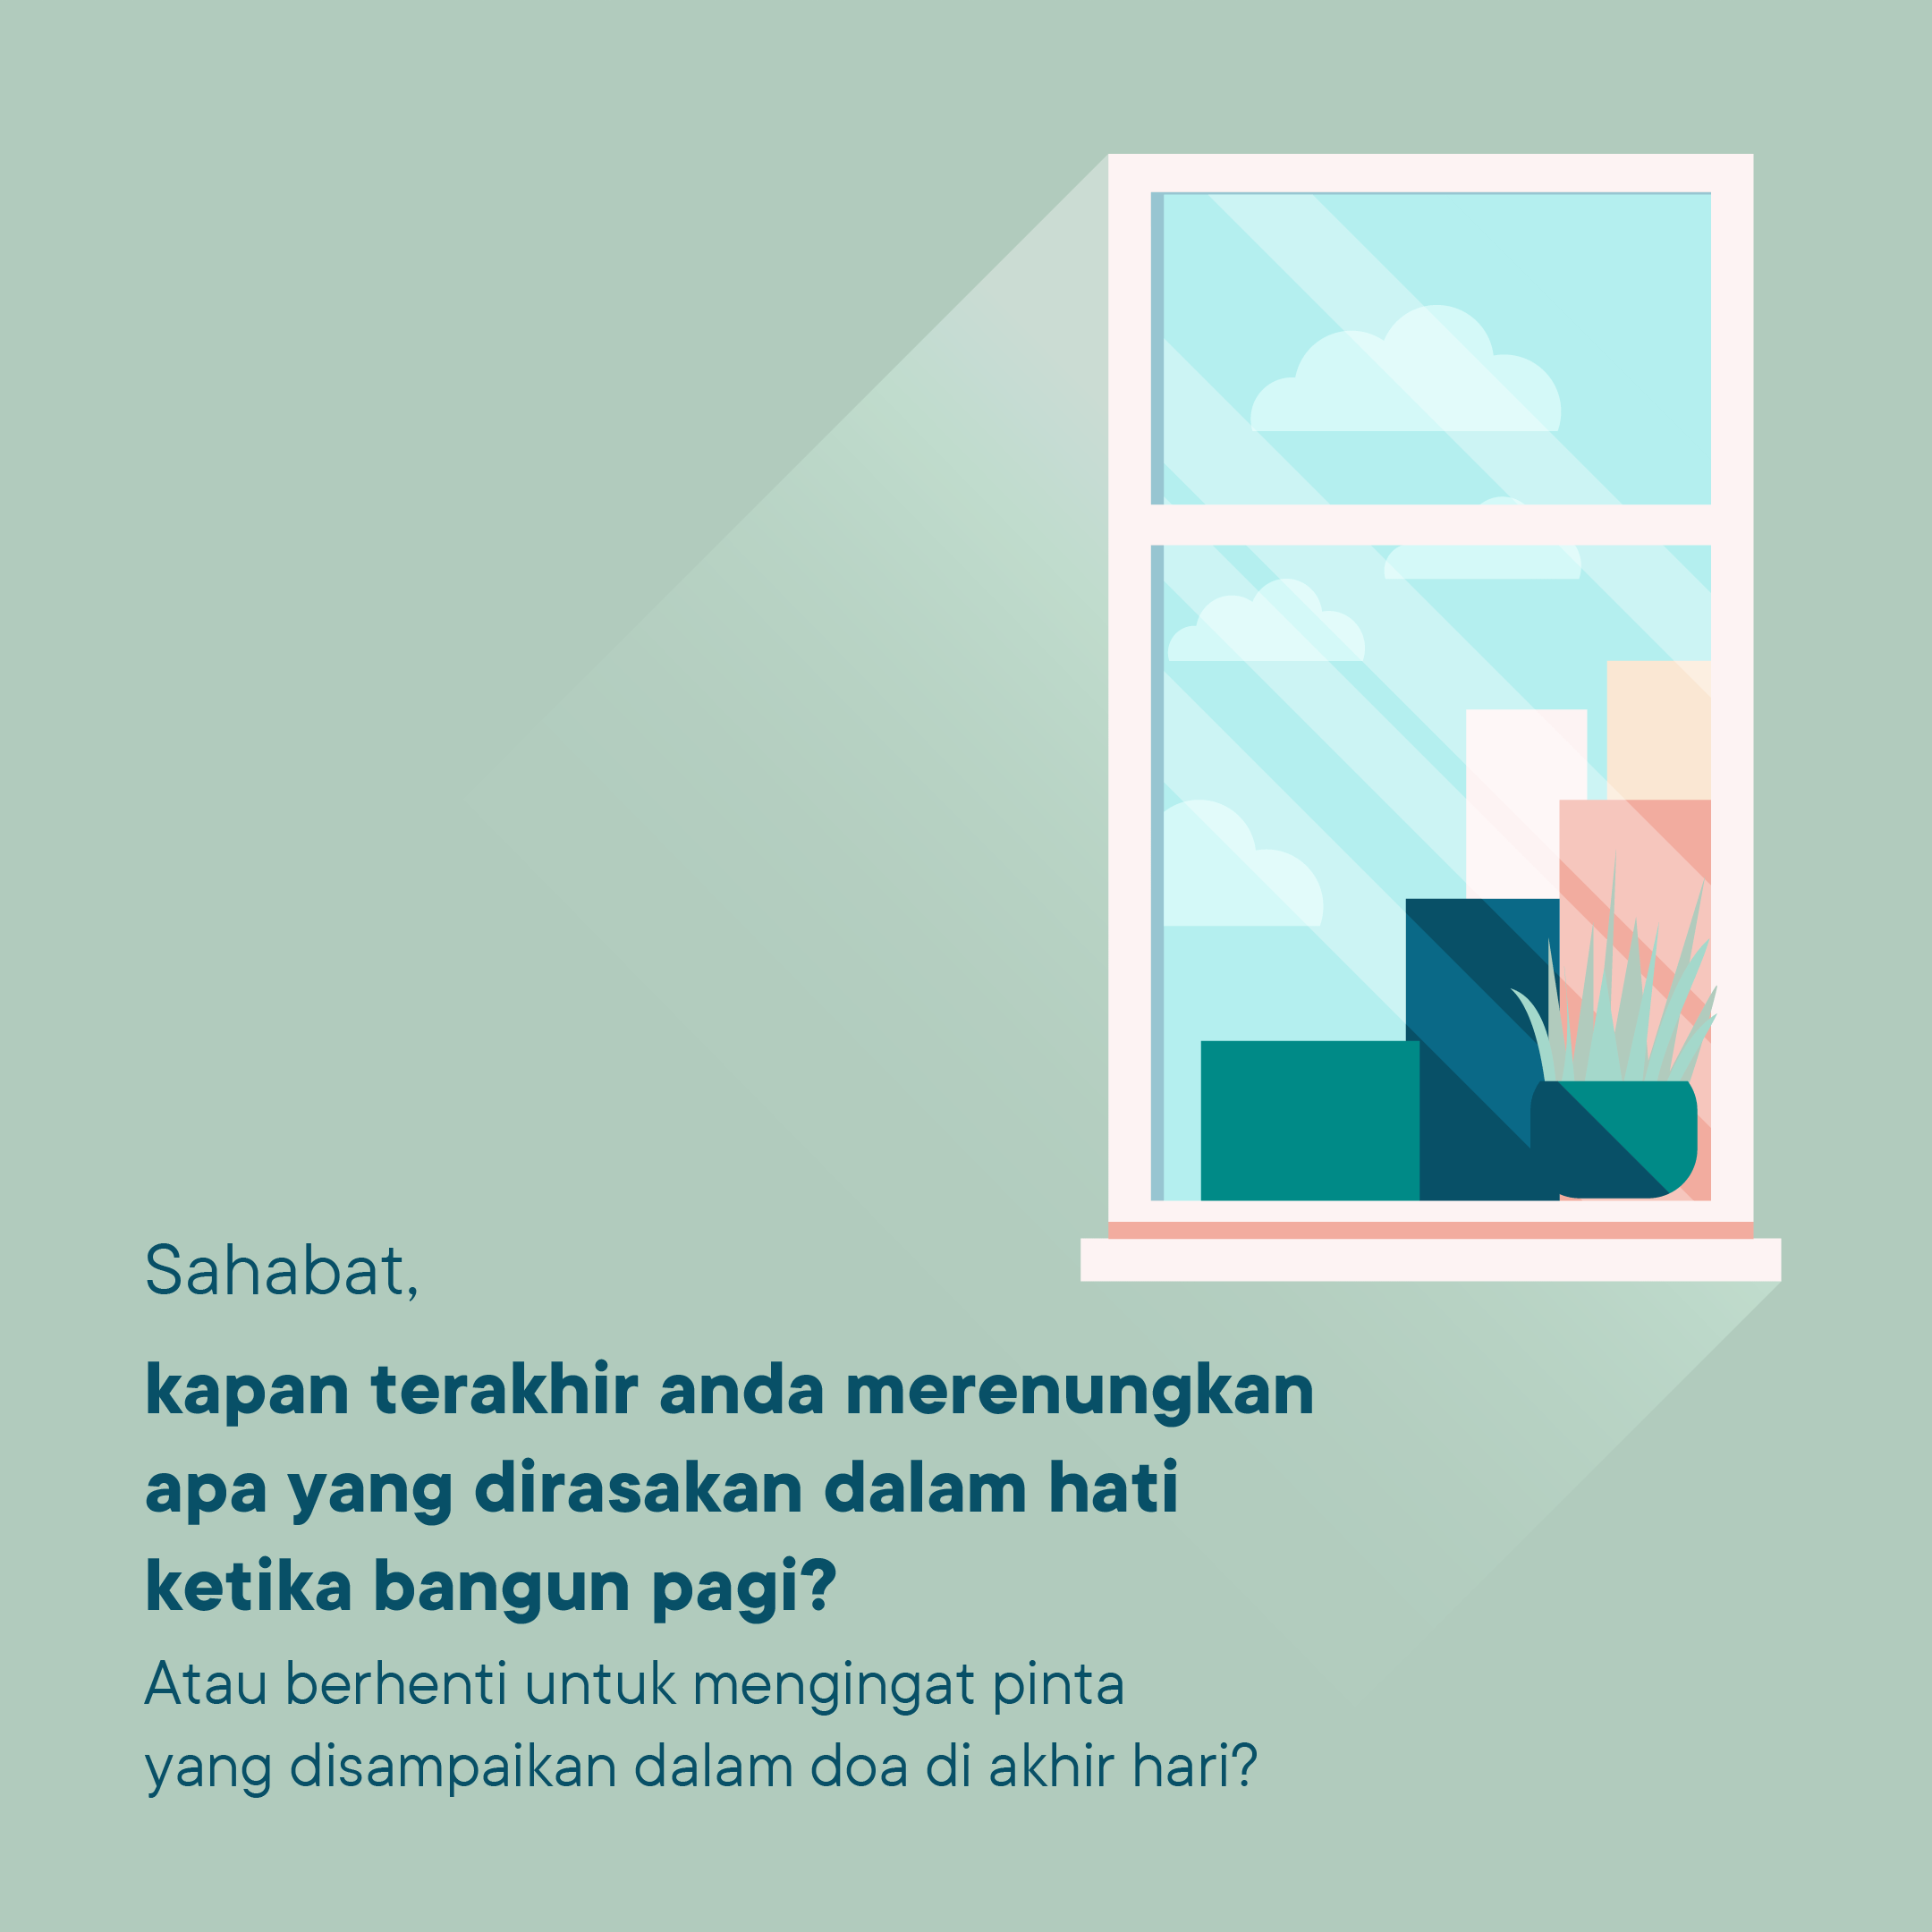 Sahabat,
kapan terakhir anda merenungkan
apa yang dirasakan dalam hati
ketika bangun pagi?
Atau berhenti untuk mengingat pinta
yang disampaikan dalam doa di akhir hari?